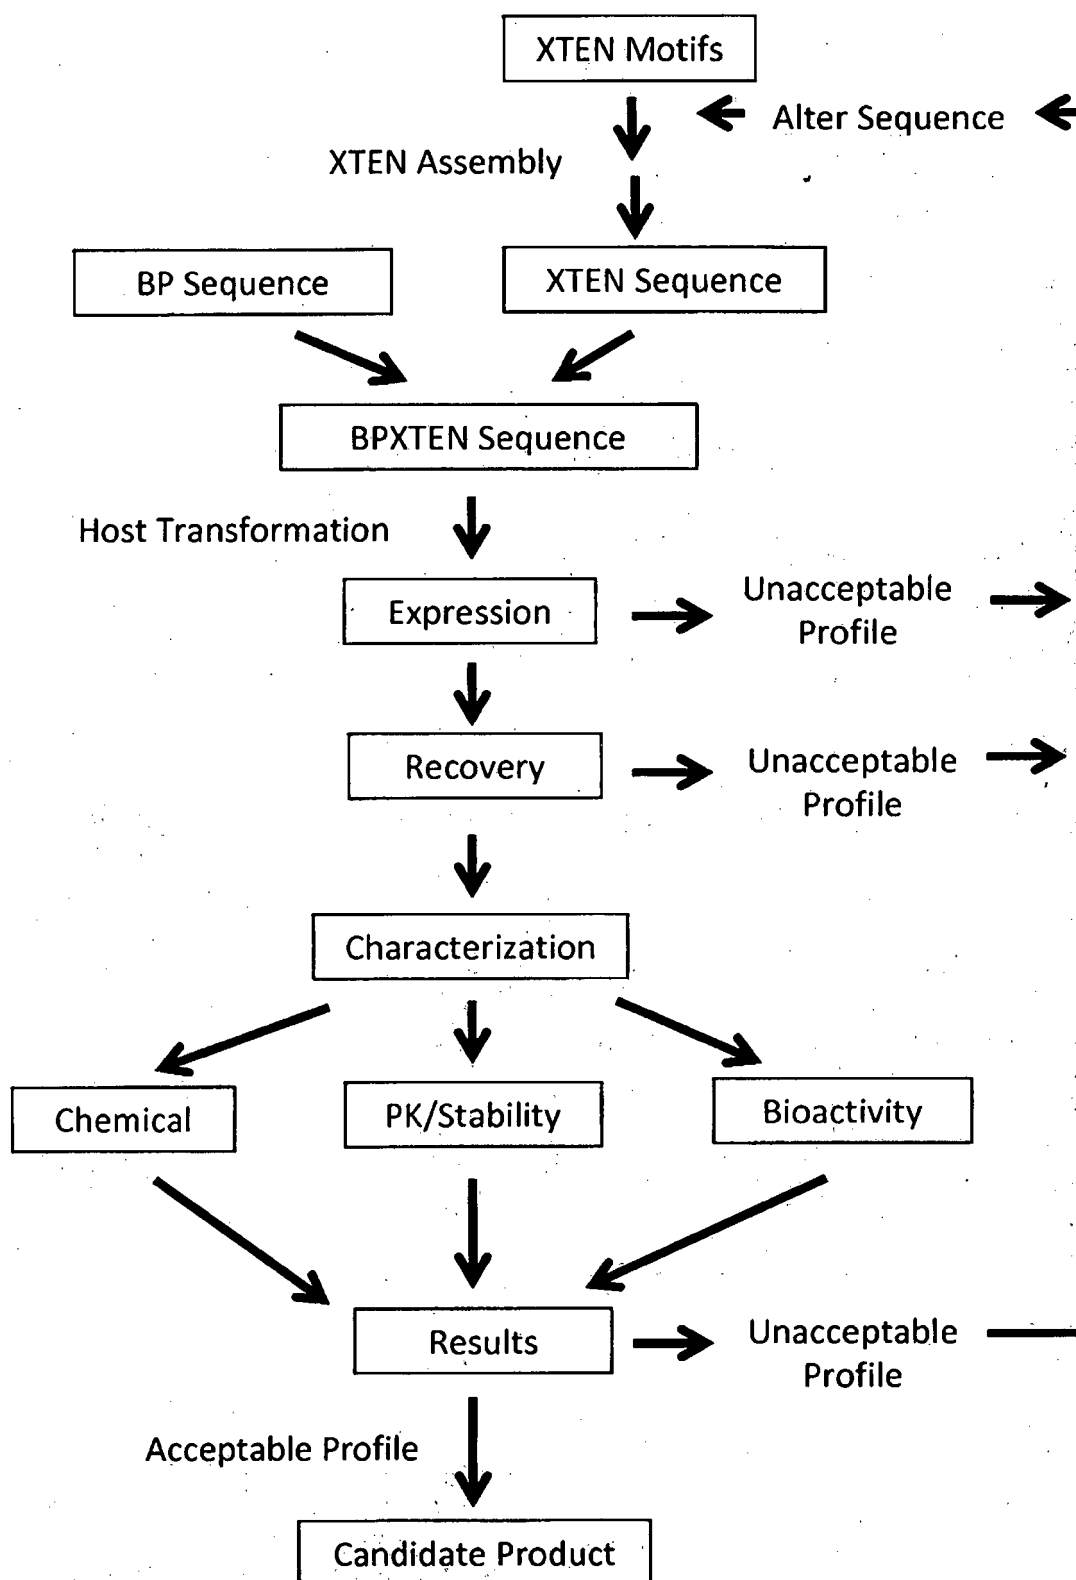 XTEN Motifs
Alter Sequence
XTEN Assembly
BP Sequence
XTEN Sequence
BPXTEN Sequence
Host Transformation
Expression
Unacceptable
Profile
Recovery
Unacceptable
Profile
Characterization
Chemical
PK/Stability
Bioactivity
Results
Unacceptable
Profile
Acceptable Profile
Candidate Product